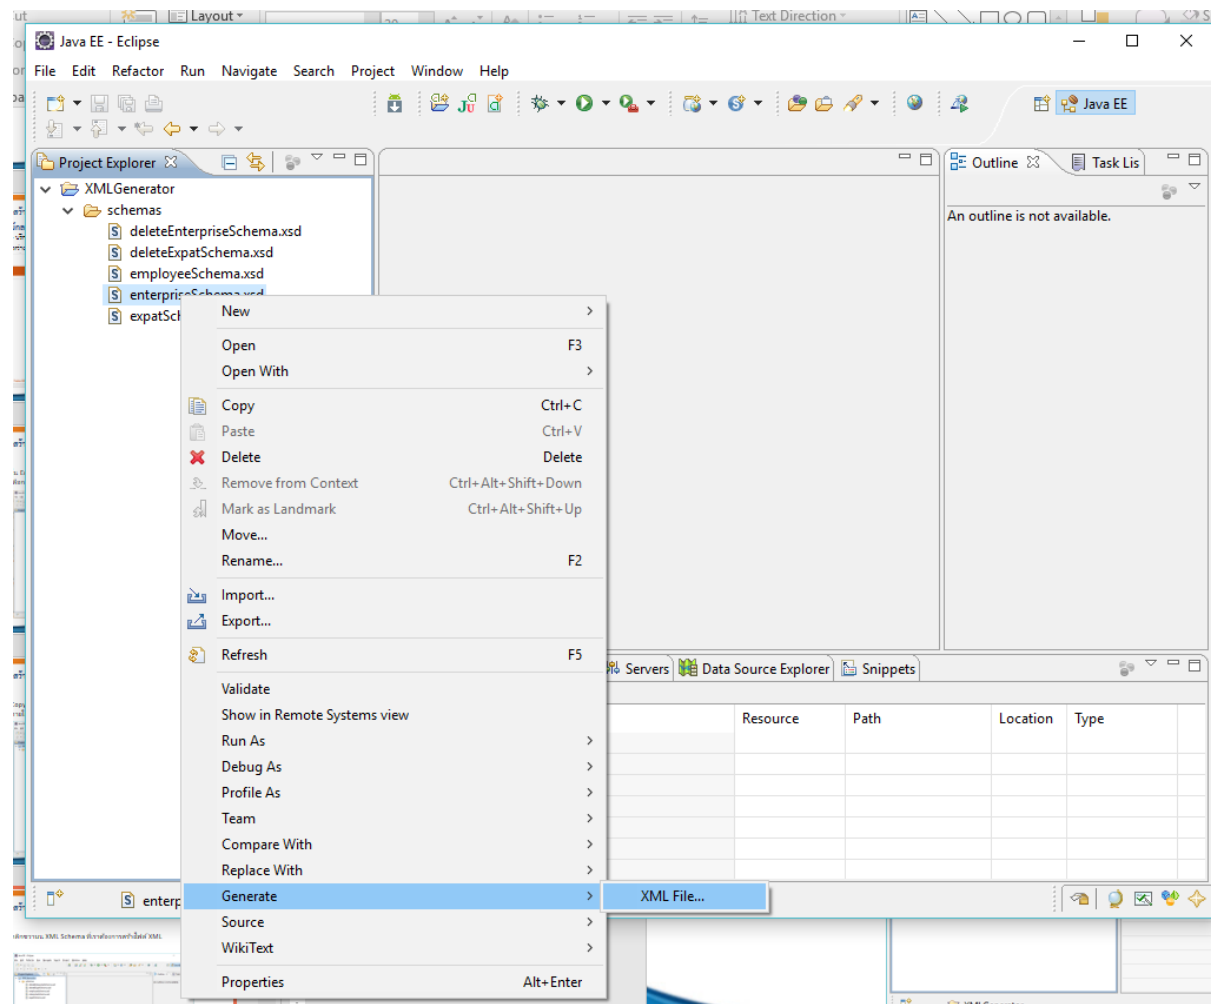 Layout
Text Direction
Java EE - Eclipse
File Edit Refactor Run Navigate Search Project Window Help
Java EE
Project Explorer
Outline
Task Lis
XMLGenerator
schemas
An outline is not available.
deleteEnterpriseSchema.xsd
deleteExpatSchema.xsd
employeeSchema.xsd
enterpriseSchema.xsd
expatSch
New
Open F3
Open With
Copy Ctrl+C
Paste Ctrl+V
Delete Delete
Remove from Context Ctrl+Alt+Shift+Down
Mark as Landmark Ctrl+Alt+Shift+Up
Move...
Rename... F2
Import...
Export...
Refresh F5
Servers Data Source Explorer Snippets
Validate
Show in Remote Systems view
Resource Path Location Type
Run As
Debug As
Profile As
Team
Compare With
Replace With
Generate
XML File...
enterp
Source
WikiText
Properties Alt+Enter